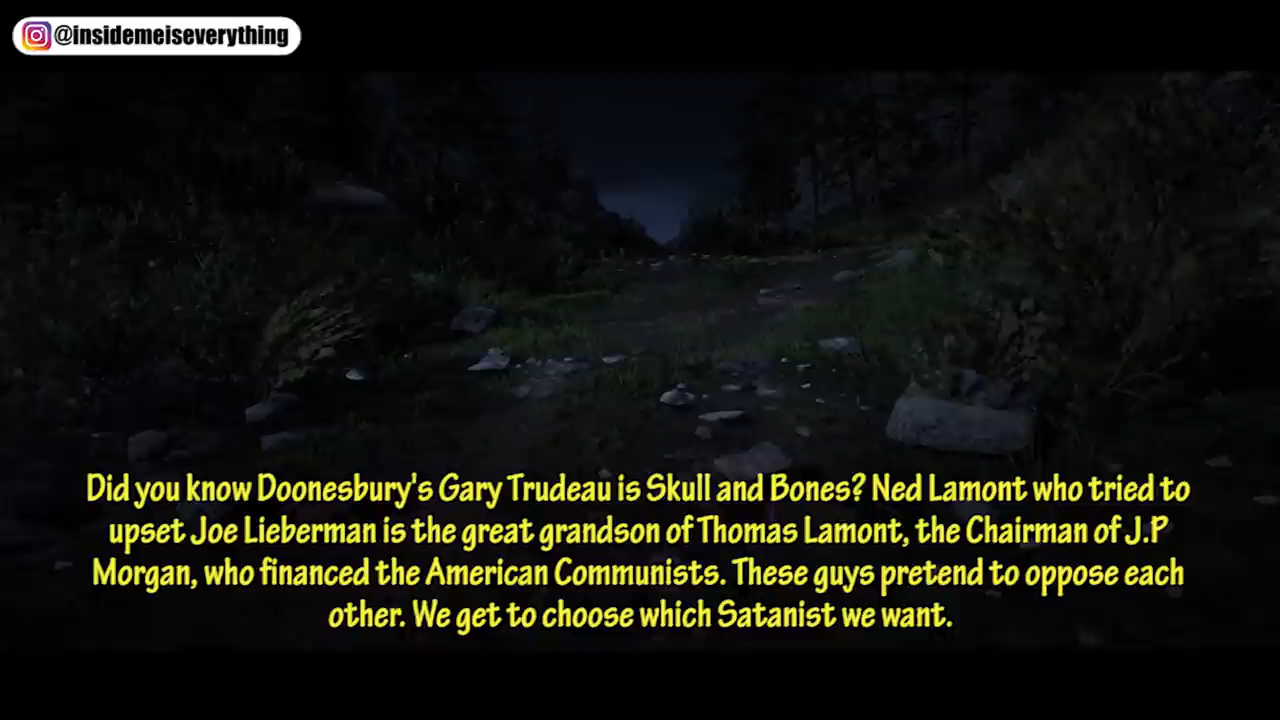 @insidemeiseverything
Did you know Doonesbury's Gary Trudeau is Skull and Bones? Ned Lamont who tried to
upset Joe Lieberman is the great grandson of Thomas Lamont, the Chairman of J.P
Morgan, who financed the American Communists. These guys pretend to oppose each
other. We get to choose which Satanist we want.